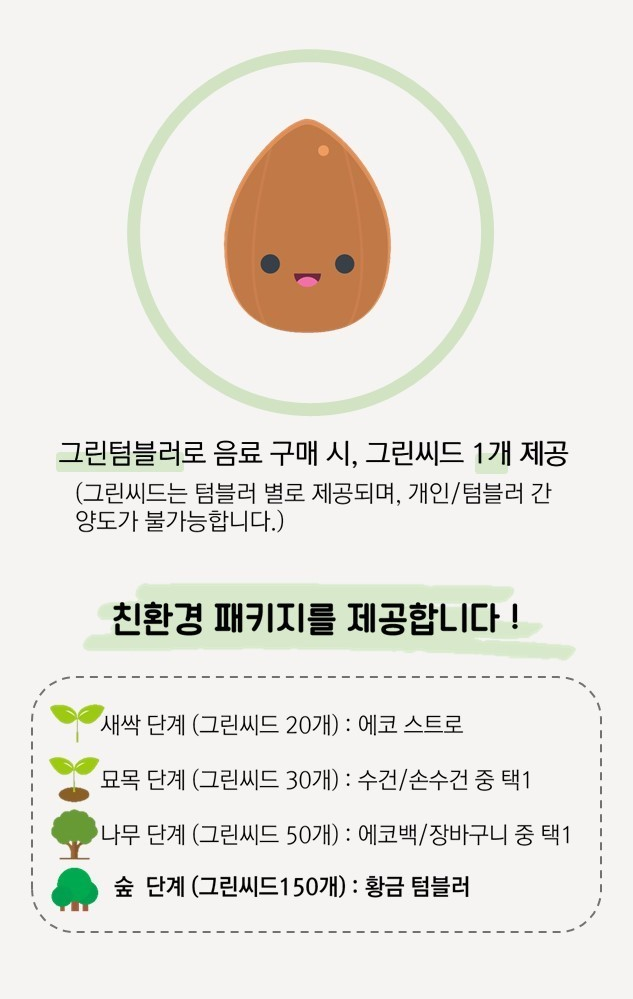 그린텀블러로 음료 구매 시, 그린씨드 1개 제공
(그린씨드는 텀블러 별로 제공되며, 개인/텀블러 간
양도가 불가능합니다.)
친환경 패키지를 제공합니다 !
새싹 단계 (그린씨드 20개) : 에코 스트로
묘목 단계 (그린씨드 30개) : 수건/손수건 중 택1
나무 단계 (그린씨드 50개) : 에코백/장바구니 중 택1
숲 단계 (그린씨드150개) : 황금 텀블러